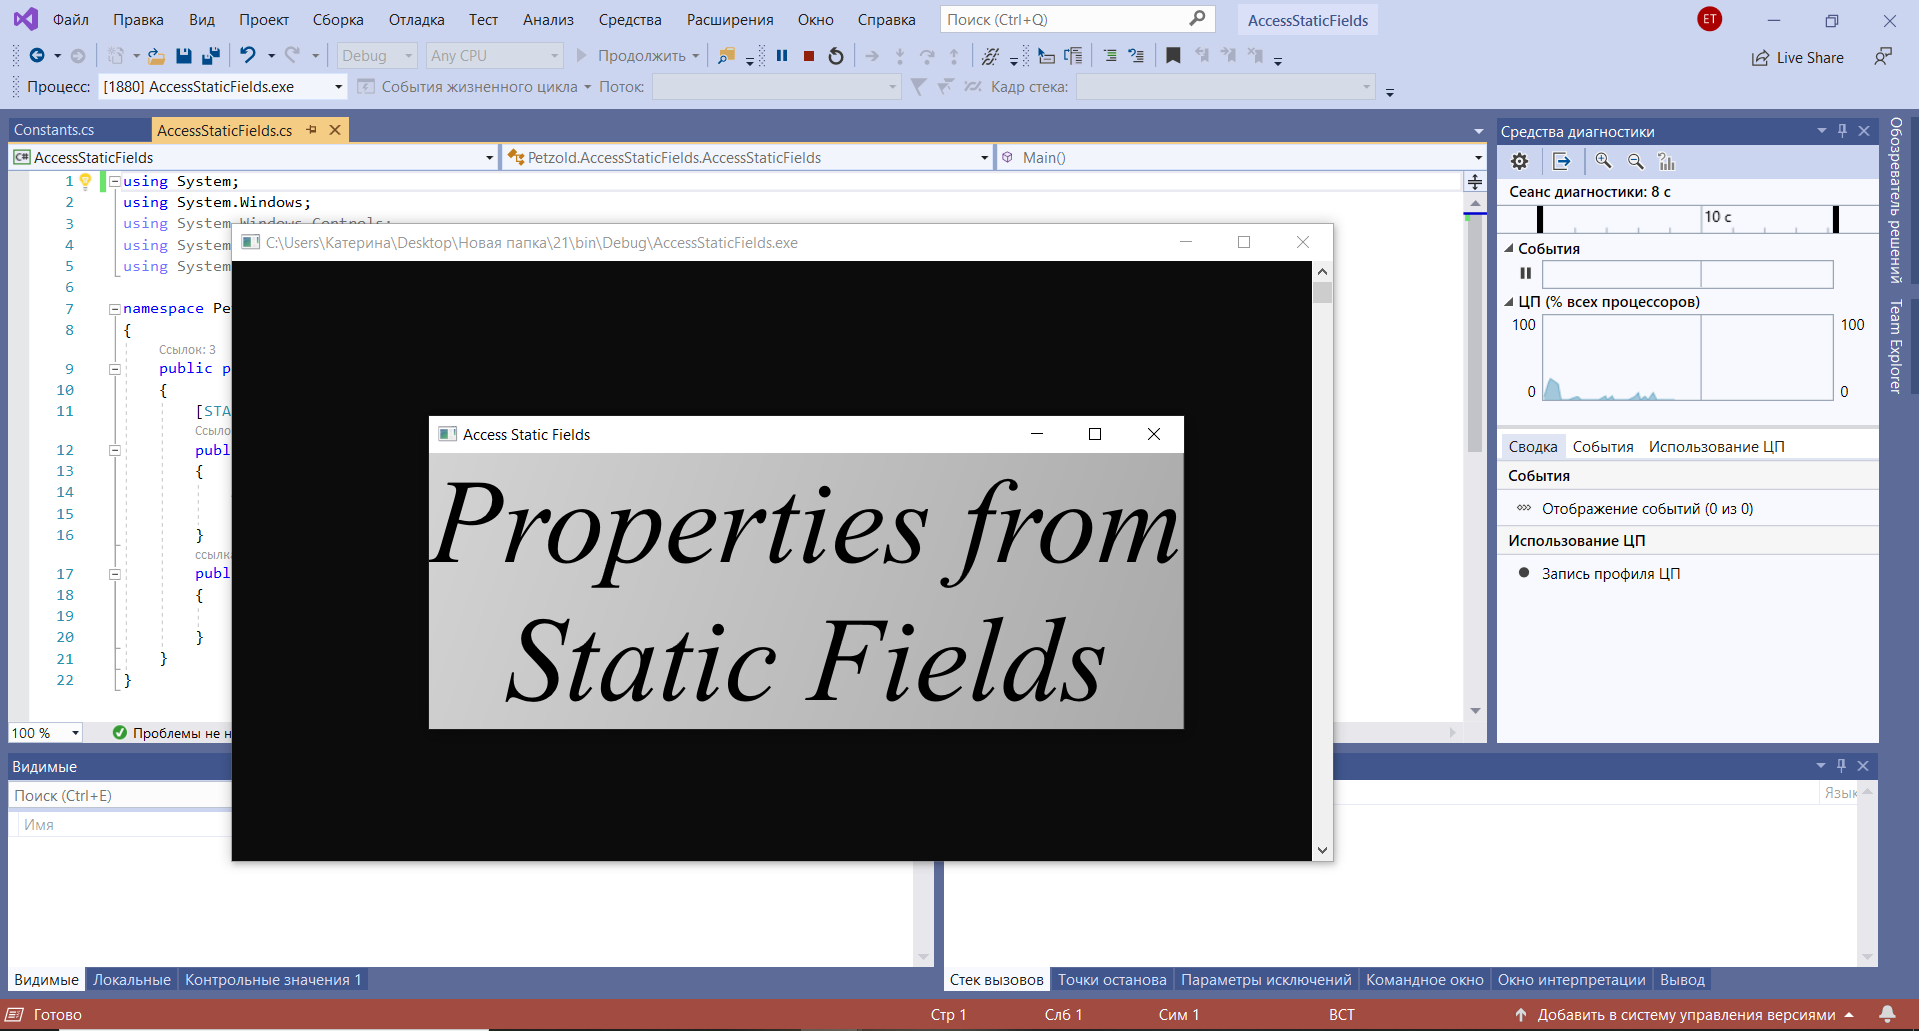 Файл Правка Вид Проект Сборка Отладка Тест Анализ Средства Расширения Окно Справка Поиск (Ctrl+Q) AccessStaticFields ET
Debug Any CPU Продолжить Live Share
Процесс: [1880] AccessStaticFields.exe События жизненного цикла Поток: Кадр стека:
Constants.cs AccessStaticFields.cs
C# AccessStaticFields Petzold.AccessStaticFields.AccessStaticFields Main()
1 using System;
2 using System.Windows;
3 using System.Windows.Controls;
4 using System
5 using System
6
7 namespace Pe
8 {
Ссылок: 3
9 public p
10 {
11 [STA
Ссыло
12 publ
13 {
14
15
16 }
ссылк
17 publ
18 {
19
20 }
21 }
22 }
100 % Проблемы не н
C:\Users\Катерина\Desktop\Новая папка\21\bin\Debug\AccessStaticFields.exe
Access Static Fields
Properties from
Static Fields
Средства диагностики
Сеанс диагностики: 8 с
10 с
События
ЦП (% всех процессоров)
100 100
0 0
Сводка События Использование ЦП
События
Отображение событий (0 из 0)
Использование ЦП
Запись профиля ЦП
Обозреватель решений
Team Explorer
Видимые
Поиск (Ctrl+E)
Имя
Язык
Видимые Локальные Контрольные значения 1
Стек вызовов Точки останова Параметры исключений Командное окно Окно интерпретации Вывод
Готово Стр 1 Слб 1 Сим 1 ВСТ Добавить в систему управления версиями